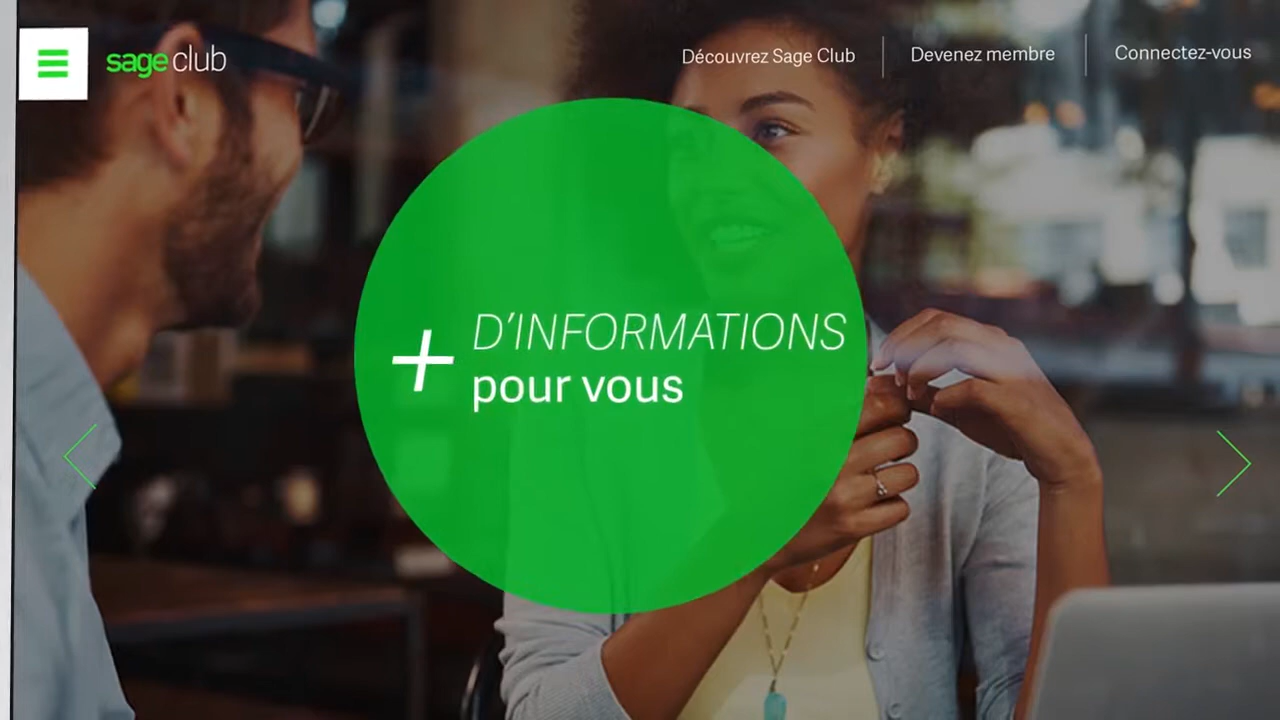 sage club
Découvrez Sage Club
Devenez membre
Connectez-vous
+ D'INFORMATIONS
pour vous